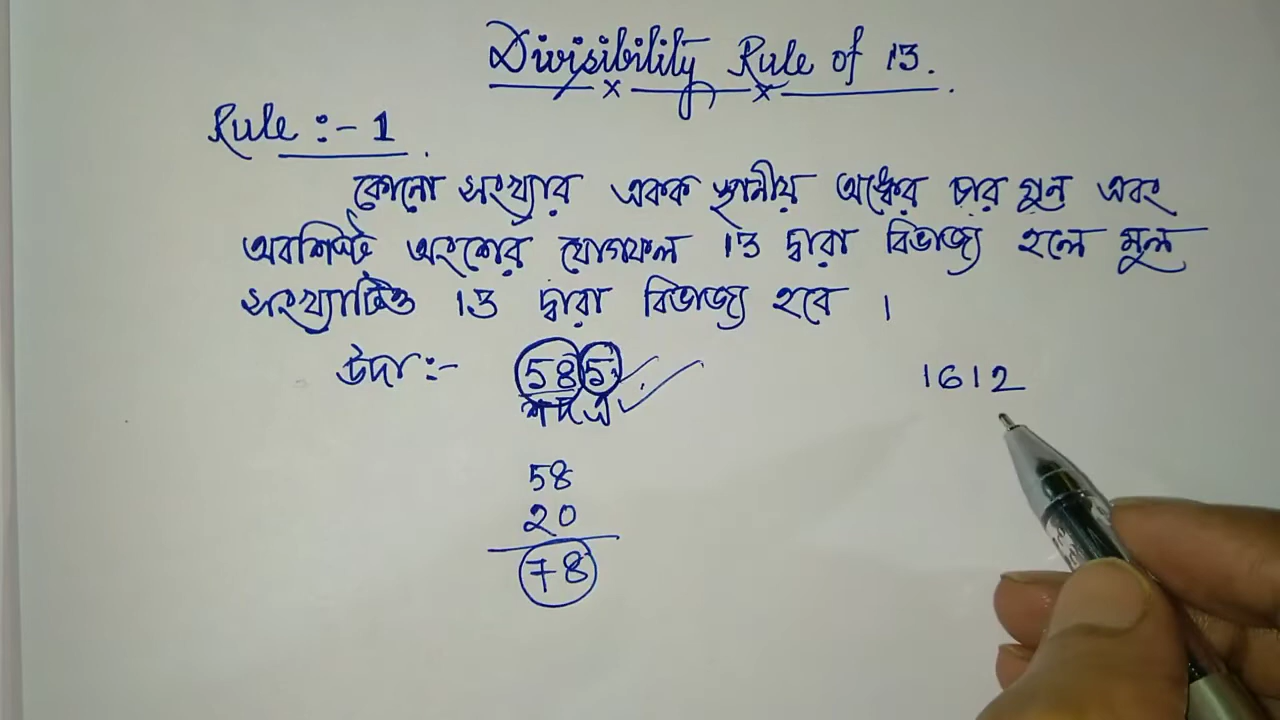 Divisibility Rule of 13.
Rule :- 1
কোনো সংখ্যার একক স্থানীয় অঙ্কের চার গুন এবং
অবশিষ্ট অংশের যোগফল 13 দ্বারা বিভাজ্য হলে মূল
সংখ্যাটিও 13 দ্বারা বিভাজ্য হবে ।
উদা :- 585
শ দ এ
1612
58
20
78